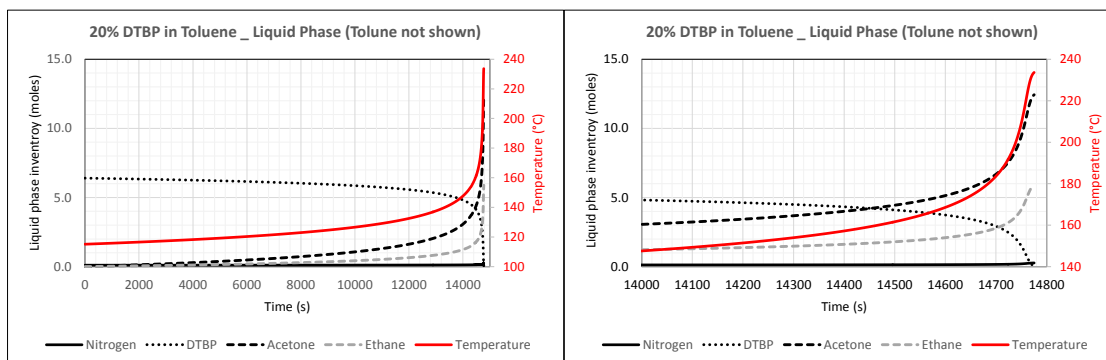 20% DTBP in Toluene _ Liquid Phase (Tolune not shown)
Liquid phase inventroy (moles)
15.0
10.0
5.0
0.0
240
220
200
180
160
140
120
100
Temperature (°C)
0 2000 4000 6000 8000 10000 12000 14000
Time (s)
Nitrogen DTBP Acetone Ethane Temperature
20% DTBP in Toluene _ Liquid Phase (Tolune not shown)
Liquid phase inventroy (moles)
15.0
10.0
5.0
0.0
240
220
200
180
160
140
Temperature (°C)
14000 14100 14200 14300 14400 14500 14600 14700 14800
Time (s)
Nitrogen DTBP Acetone Ethane Temperature